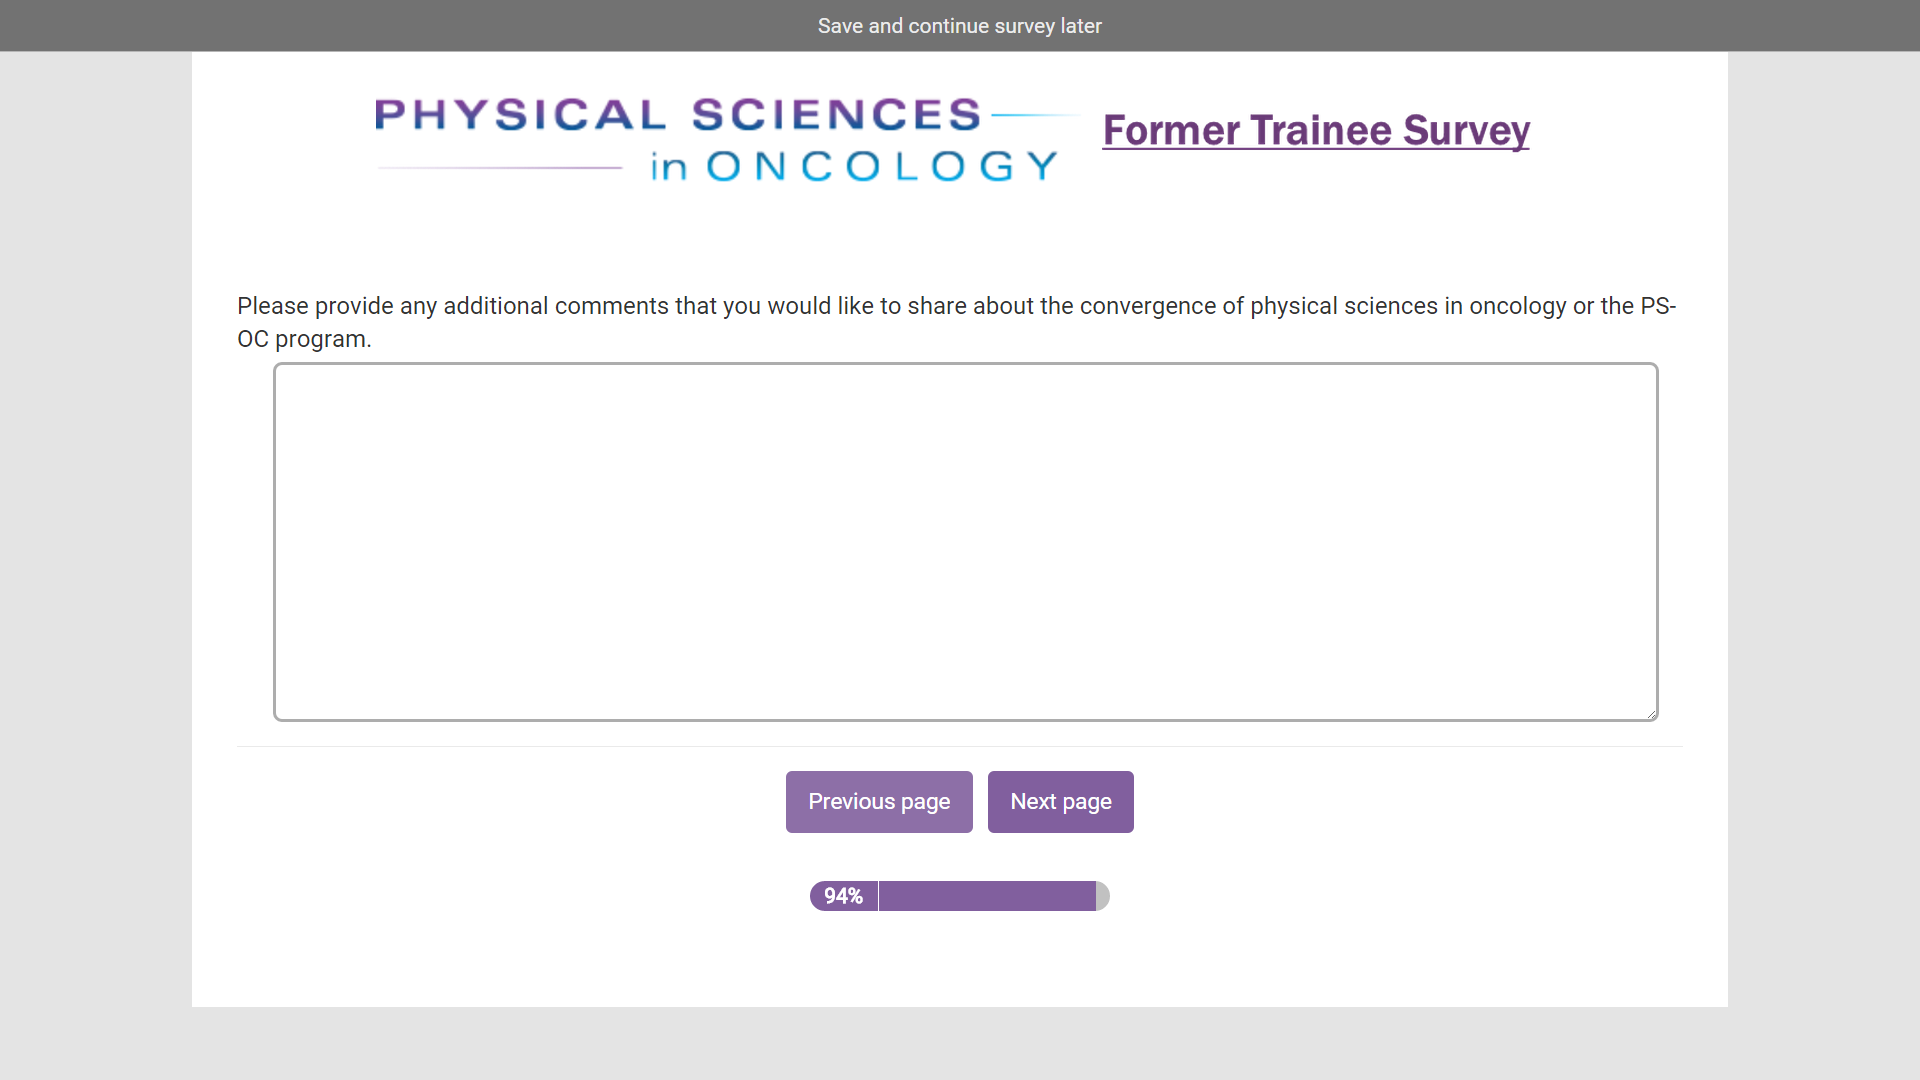 Save and continue survey later
PHYSICAL SCIENCES
in ONCOLOGY
Former Trainee Survey
Please provide any additional comments that you would like to share about the convergence of physical sciences in oncology or the PS-
OC program.
Previous page
Next page
94%